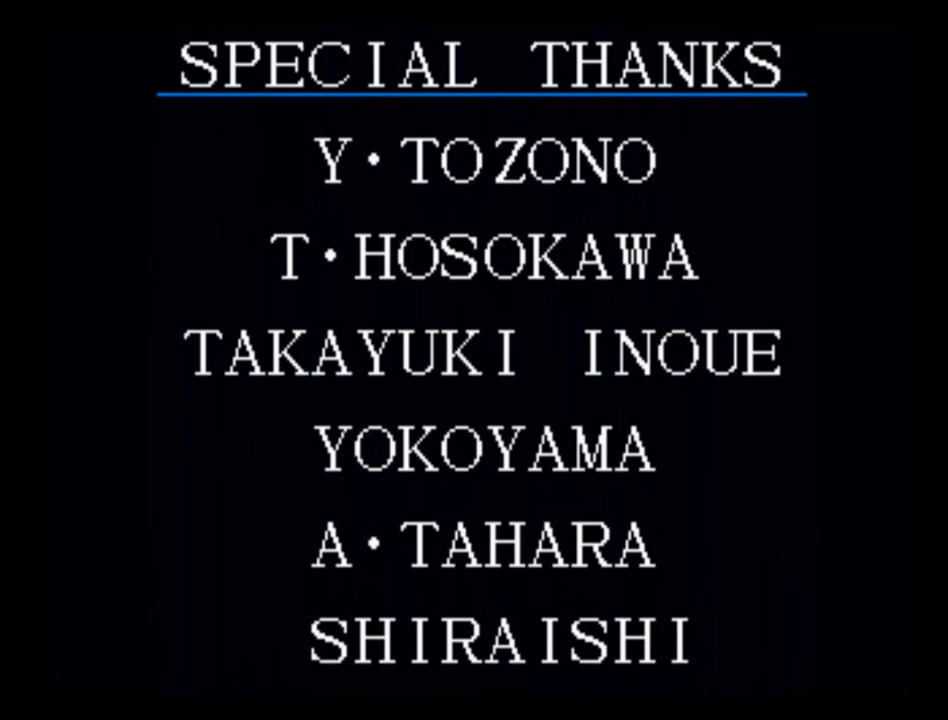 SPECIAL THANKS
Y・TOZONO
T・HOSOKAWA
TAKAYUKI INOUE
YOKOYAMA
A・TAHARA
SHIRAISHI